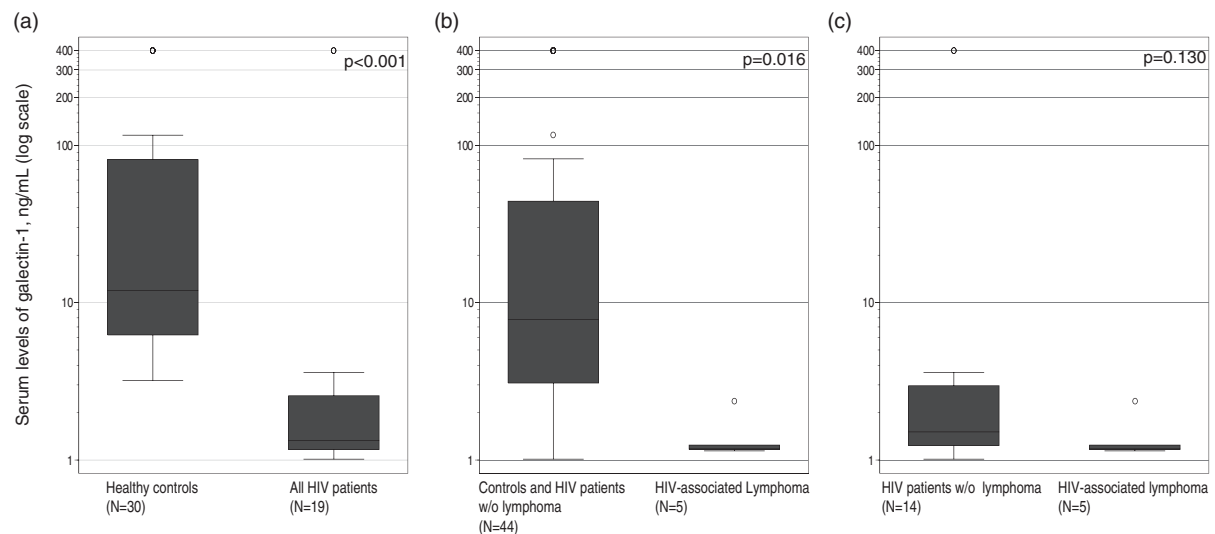 (a)
(b)
(c)
Serum levels of galectin-1, ng/mL (log scale)
400
300
200
100
10
1
p<0.001
Healthy controls
(N=30)
All HIV patients
(N=19)
400
300
200
100
10
1
p=0.016
Controls and HIV patients
w/o lymphoma
(N=44)
HIV-associated Lymphoma
(N=5)
400
300
200
100
10
1
p=0.130
HIV patients w/o lymphoma
(N=14)
HIV-associated lymphoma
(N=5)